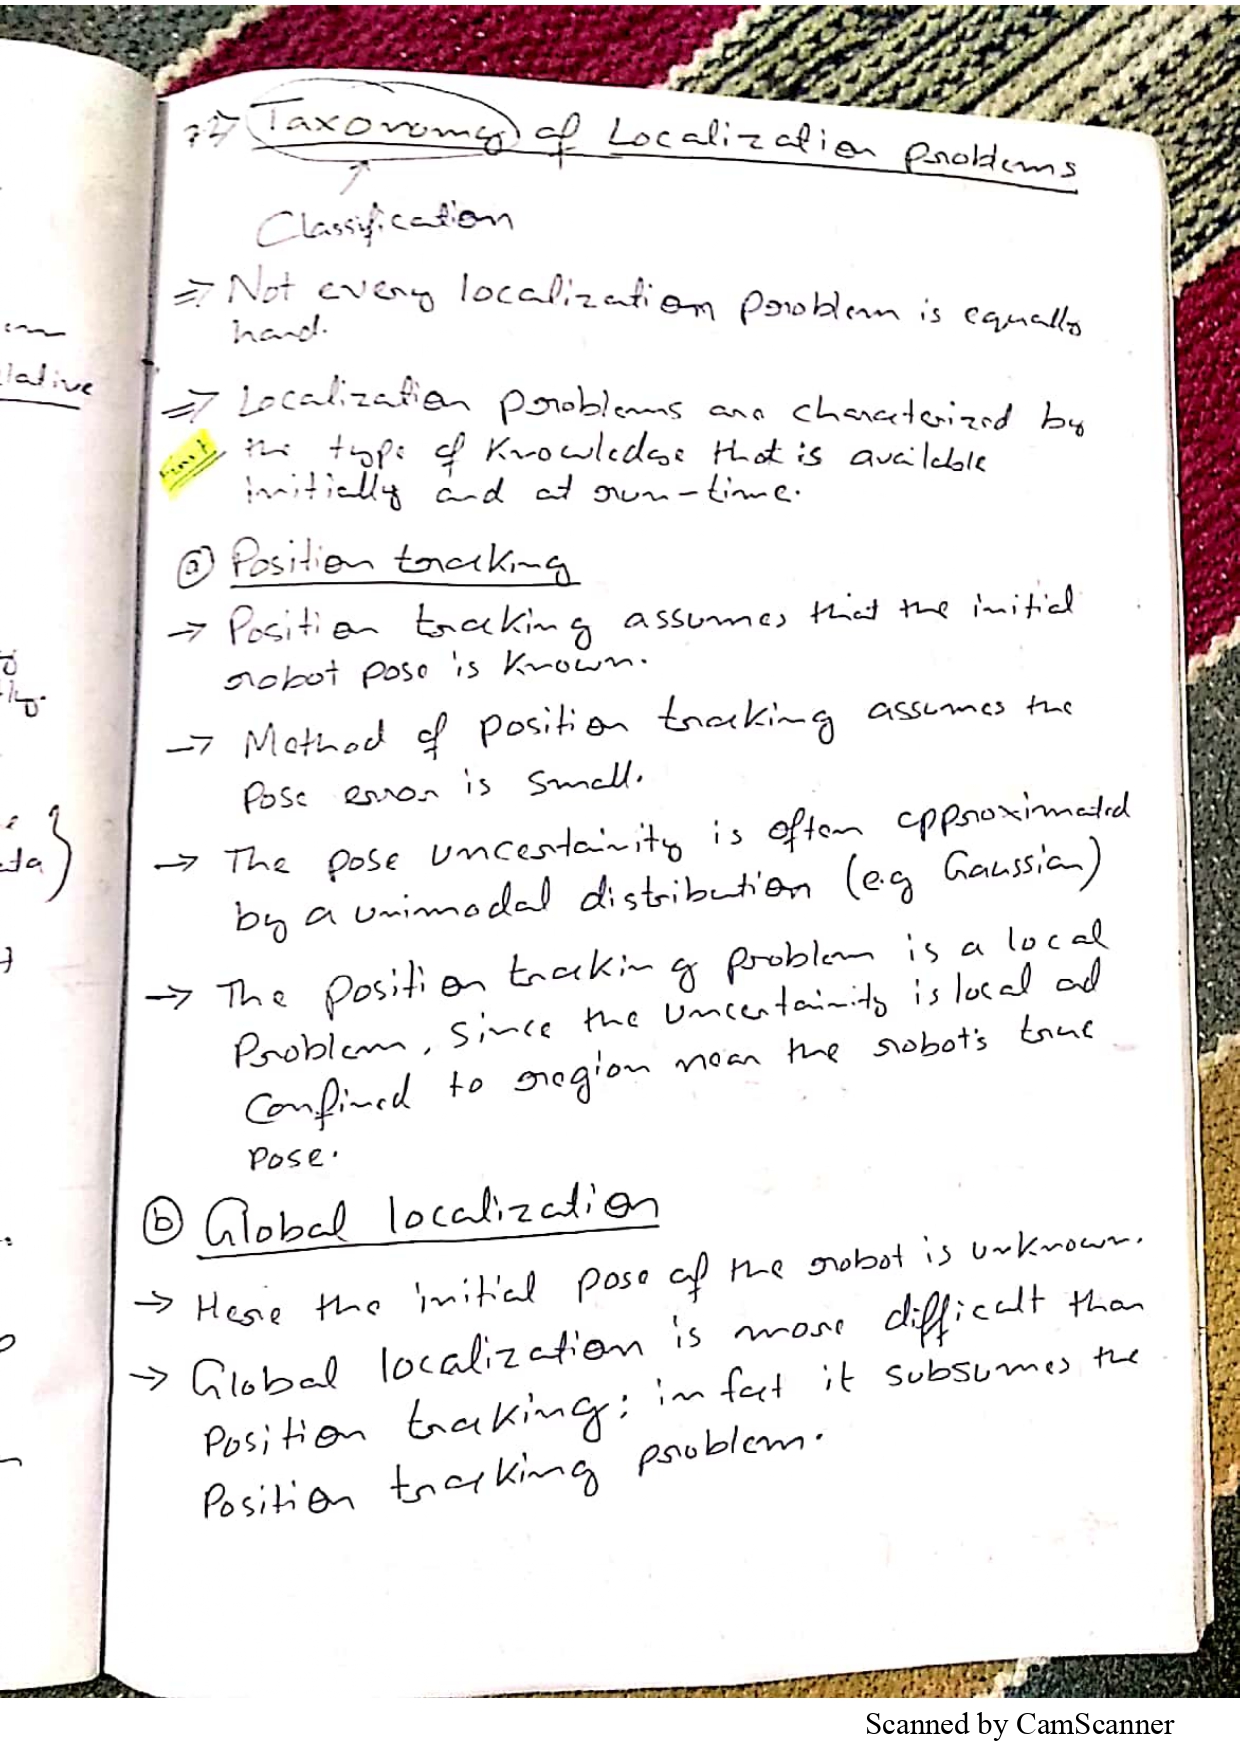 7.2) Taxonomy of Localization Problems
Classification
=> Not every localization problem is equally
hard.
=> Localization problems are characterized by
First
the type of knowledge that is available
initially and at run-time.
ⓐ Position tracking
→ Position tracking assumes that the initial
robot pose is known.
→ Method of position tracking assumes the
Pose error is small.
→ The pose uncertainity is often approximated
by a unimodal distribution (e.g Gaussian)
→ The position tracking problem is a local
Problem, since the uncertainity is local ad
Confined to region near the robot's true
pose.
ⓑ Global localization
→ Here the initial pose of the robot is unknown.
→ Global localization is more difficult than
Position tracking; in fact it subsumes the
Position tracking problem.
lative
Scanned by CamScanner